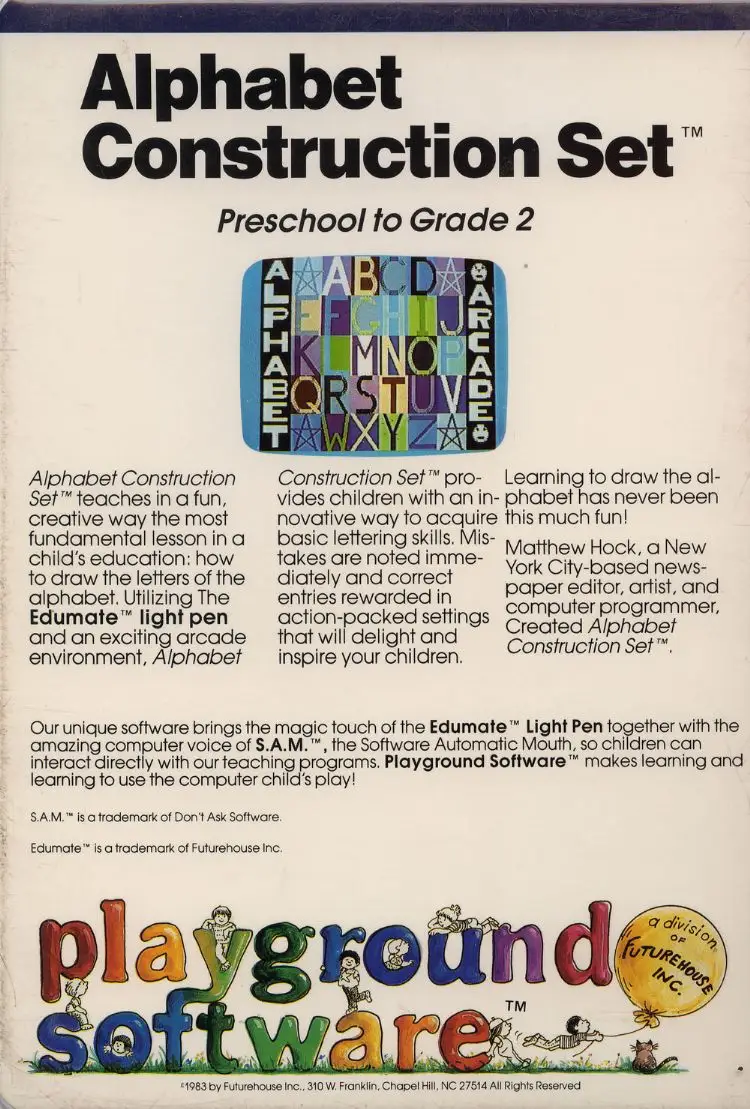 Alphabet
Construction Set™
Preschool to Grade 2
ALPHABET
ABCD
EFGHIJ
KLMNOP
QRSTUV
WXYZ
ARCADE
Alphabet Construction
Set™ teaches in a fun,
creative way the most
fundamental lesson in a
child's education: how
to draw the letters of the
alphabet. Utilizing The
Edumate™ light pen
and an exciting arcade
environment, Alphabet
Construction Set™ pro-
vides children with an in-
novative way to acquire
basic lettering skills. Mis-
takes are noted imme-
diately and correct
entries rewarded in
action-packed settings
that will delight and
inspire your children.
Learning to draw the al-
phabet has never been
this much fun!
Matthew Hock, a New
York City-based news-
paper editor, artist, and
computer programmer,
Created Alphabet
Construction Set™.
Our unique software brings the magic touch of the Edumate™ Light Pen together with the
amazing computer voice of S.A.M.™, the Software Automatic Mouth, so children can
interact directly with our teaching programs. Playground Software™ makes learning and
learning to use the computer child's play!
S.A.M.™ is a trademark of Don't Ask Software.
Edumate™ is a trademark of Futurehouse Inc.
playground
software™
a division
OF
FUTUREHOUSE
INC.
©1983 by Futurehouse Inc., 310 W. Franklin, Chapel Hill, NC 27514 All Rights Reserved